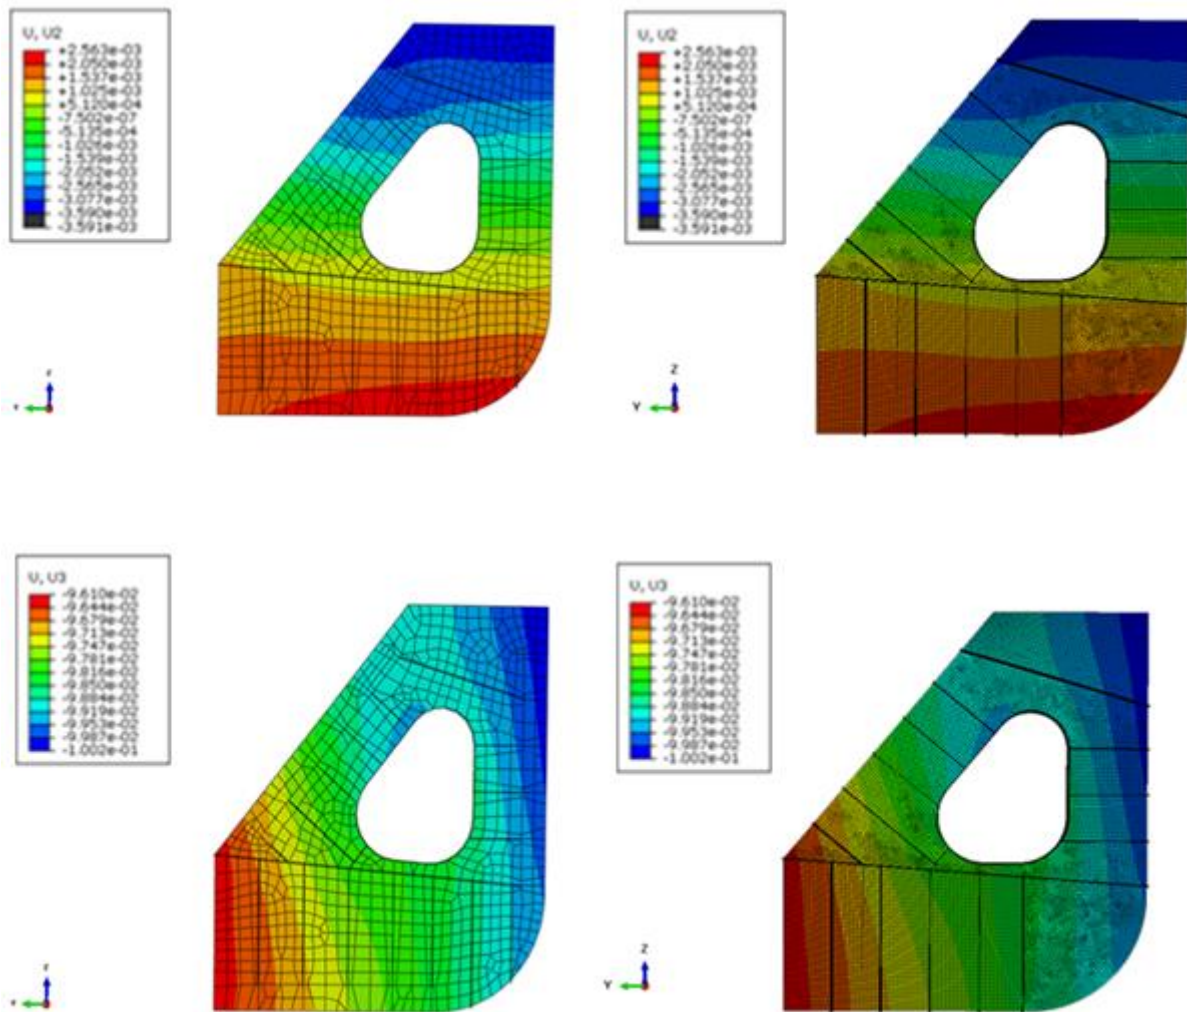 U, U2
+2.563e-03
+2.050e-03
+1.537e-03
+1.025e-03
+5.120e-04
-7.502e-07
-5.135e-04
-1.026e-03
-1.539e-03
-2.052e-03
-2.565e-03
-3.077e-03
-3.590e-03
-3.591e-03
Y
U, U2
+2.563e-03
+2.050e-03
+1.537e-03
+1.025e-03
+5.120e-04
-7.502e-07
-5.135e-04
-1.026e-03
-1.539e-03
-2.052e-03
-2.565e-03
-3.077e-03
-3.590e-03
-3.591e-03
Z
Y
U, U3
-9.610e-02
-9.644e-02
-9.679e-02
-9.713e-02
-9.747e-02
-9.781e-02
-9.816e-02
-9.850e-02
-9.884e-02
-9.919e-02
-9.953e-02
-9.987e-02
-1.002e-01
U, U3
-9.610e-02
-9.644e-02
-9.679e-02
-9.713e-02
-9.747e-02
-9.781e-02
-9.816e-02
-9.850e-02
-9.884e-02
-9.919e-02
-9.953e-02
-9.987e-02
-1.002e-01
Z
Y